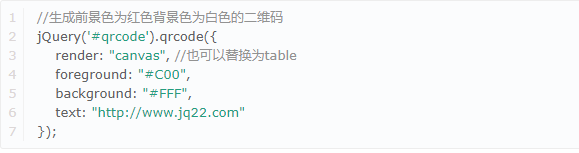 1 //生成前景色为红色背景色为白色的二维码
2 jQuery('#qrcode').qrcode({
3 render: "canvas", //也可以替换为table
4 foreground: "#C00",
5 background: "#FFF",
6 text: "http://www.jq22.com"
7 });